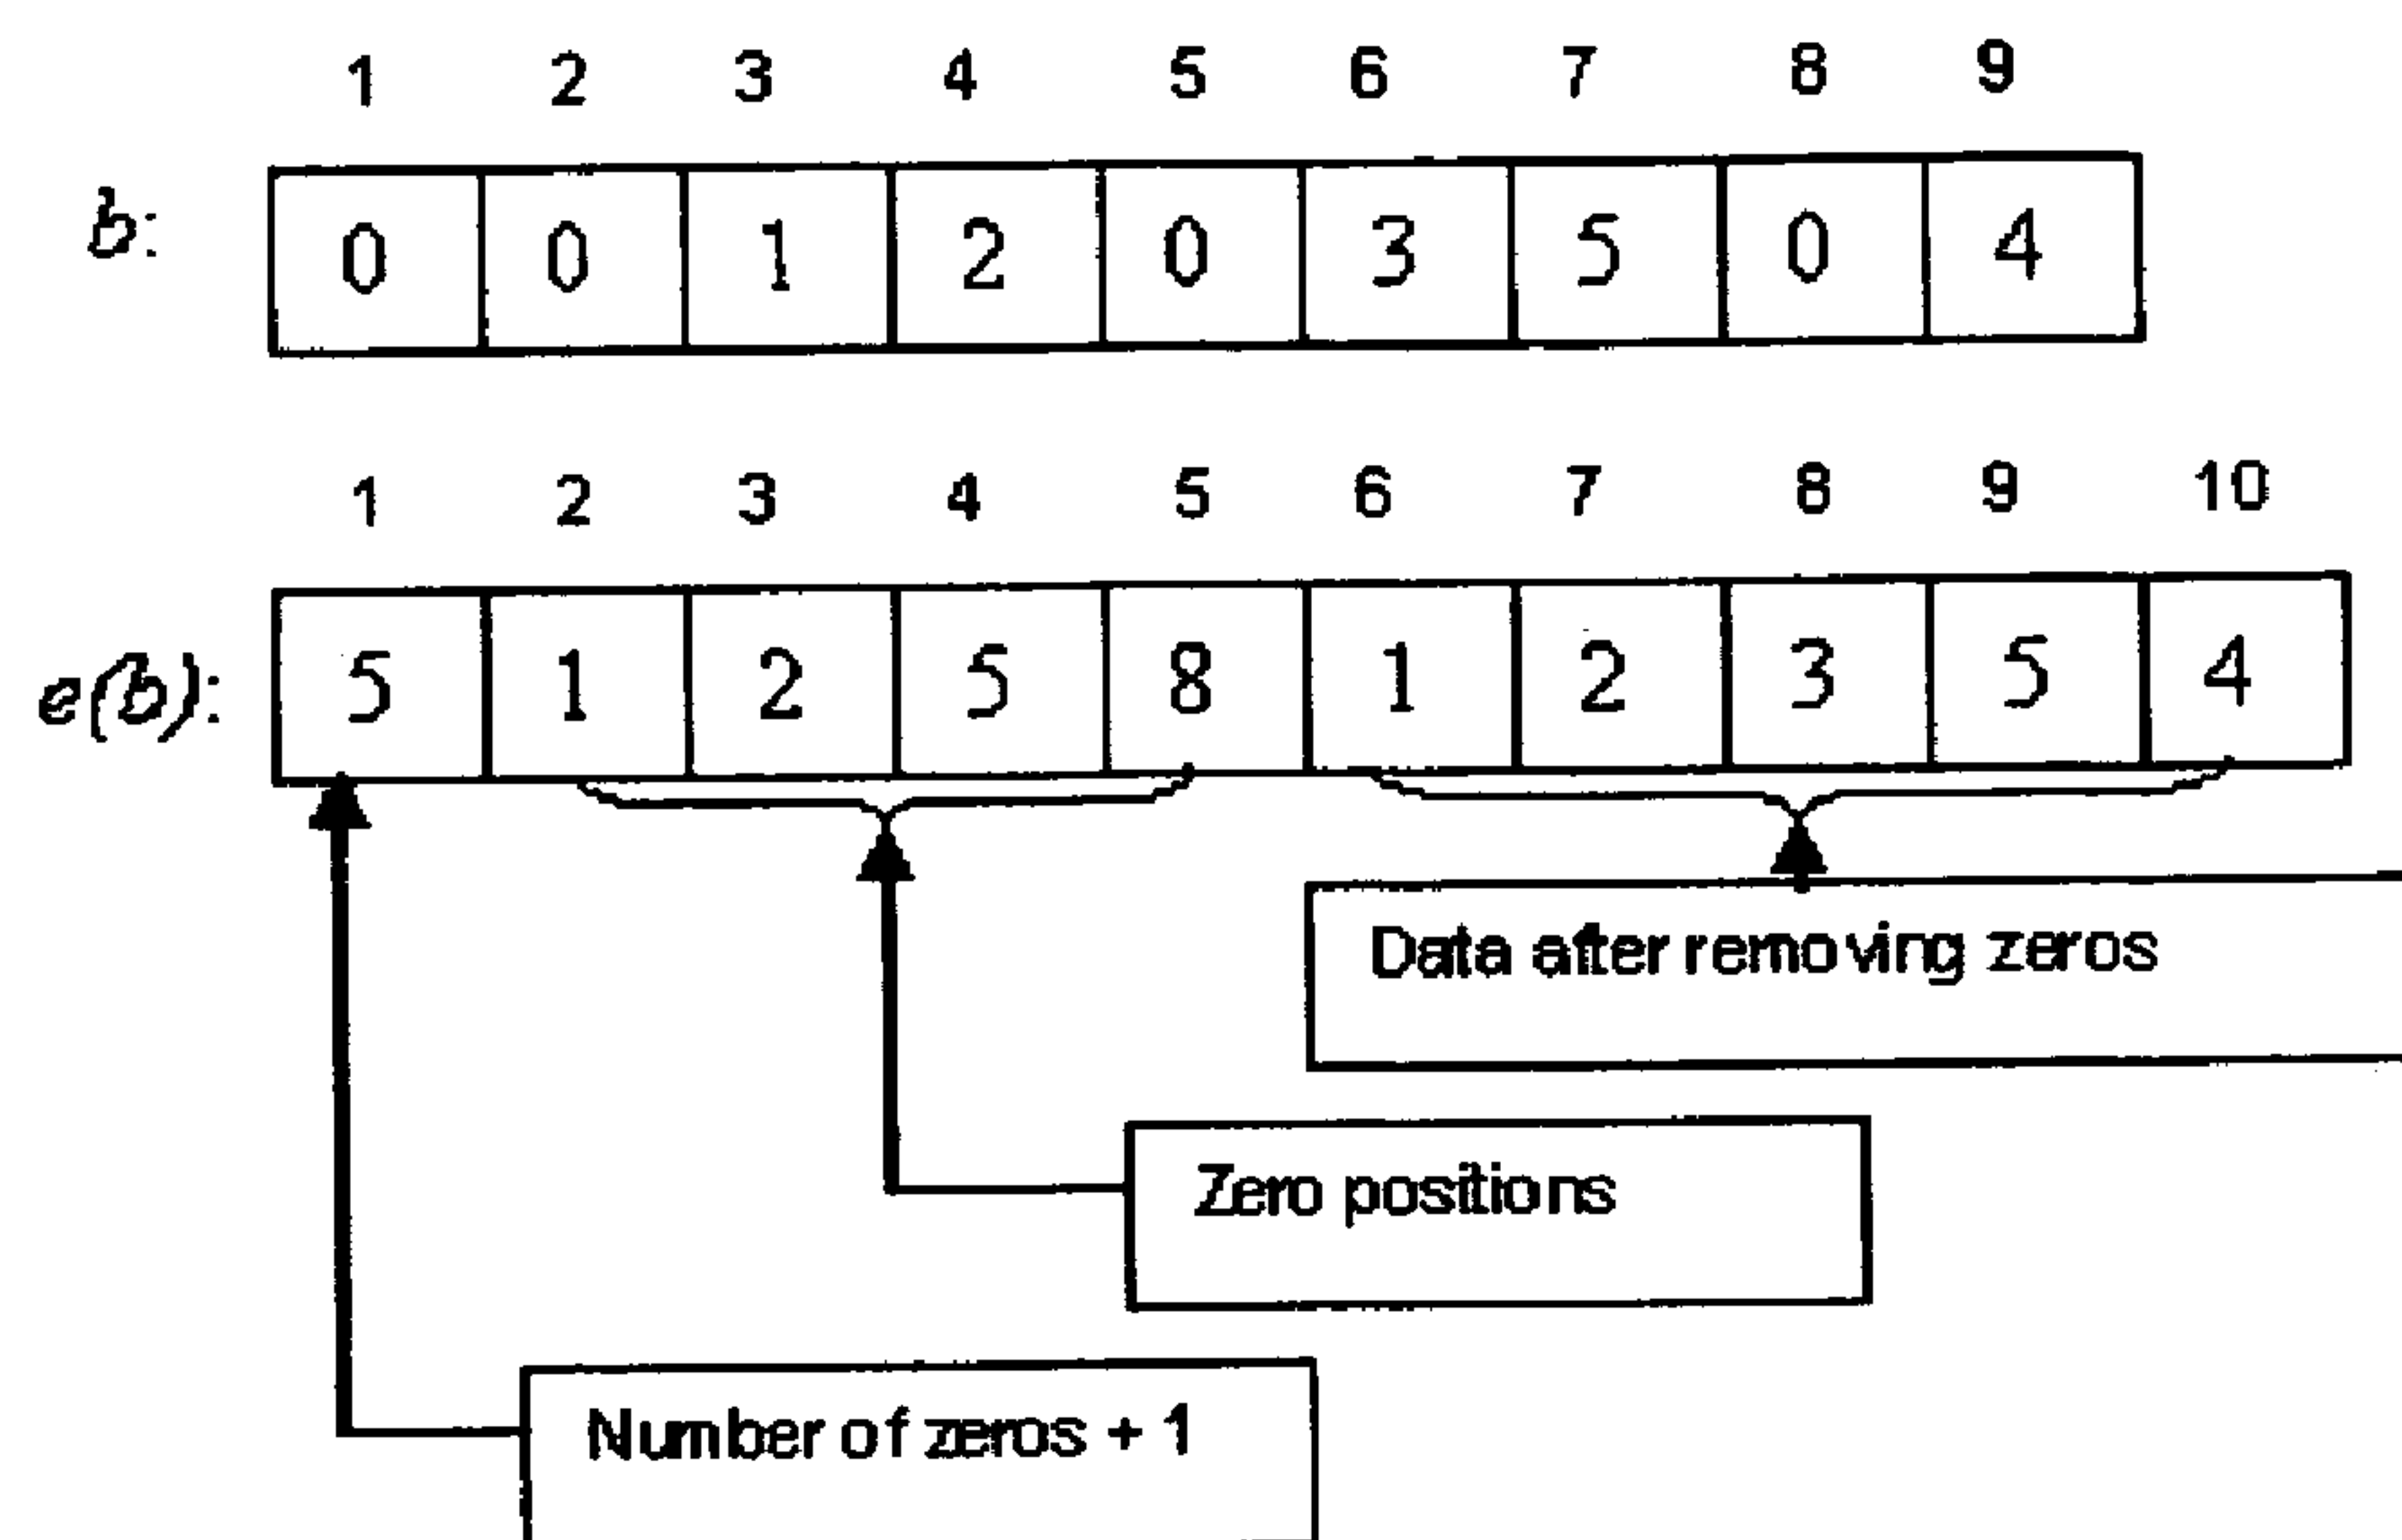 1 2 3 4 5 6 7 8 9
b: 0 0 1 2 0 3 5 0 4
1 2 3 4 5 6 7 8 9 10
e(b): 5 1 2 5 8 1 2 3 5 4
Data after removing zeros
Zero positions
Number of zeros + 1